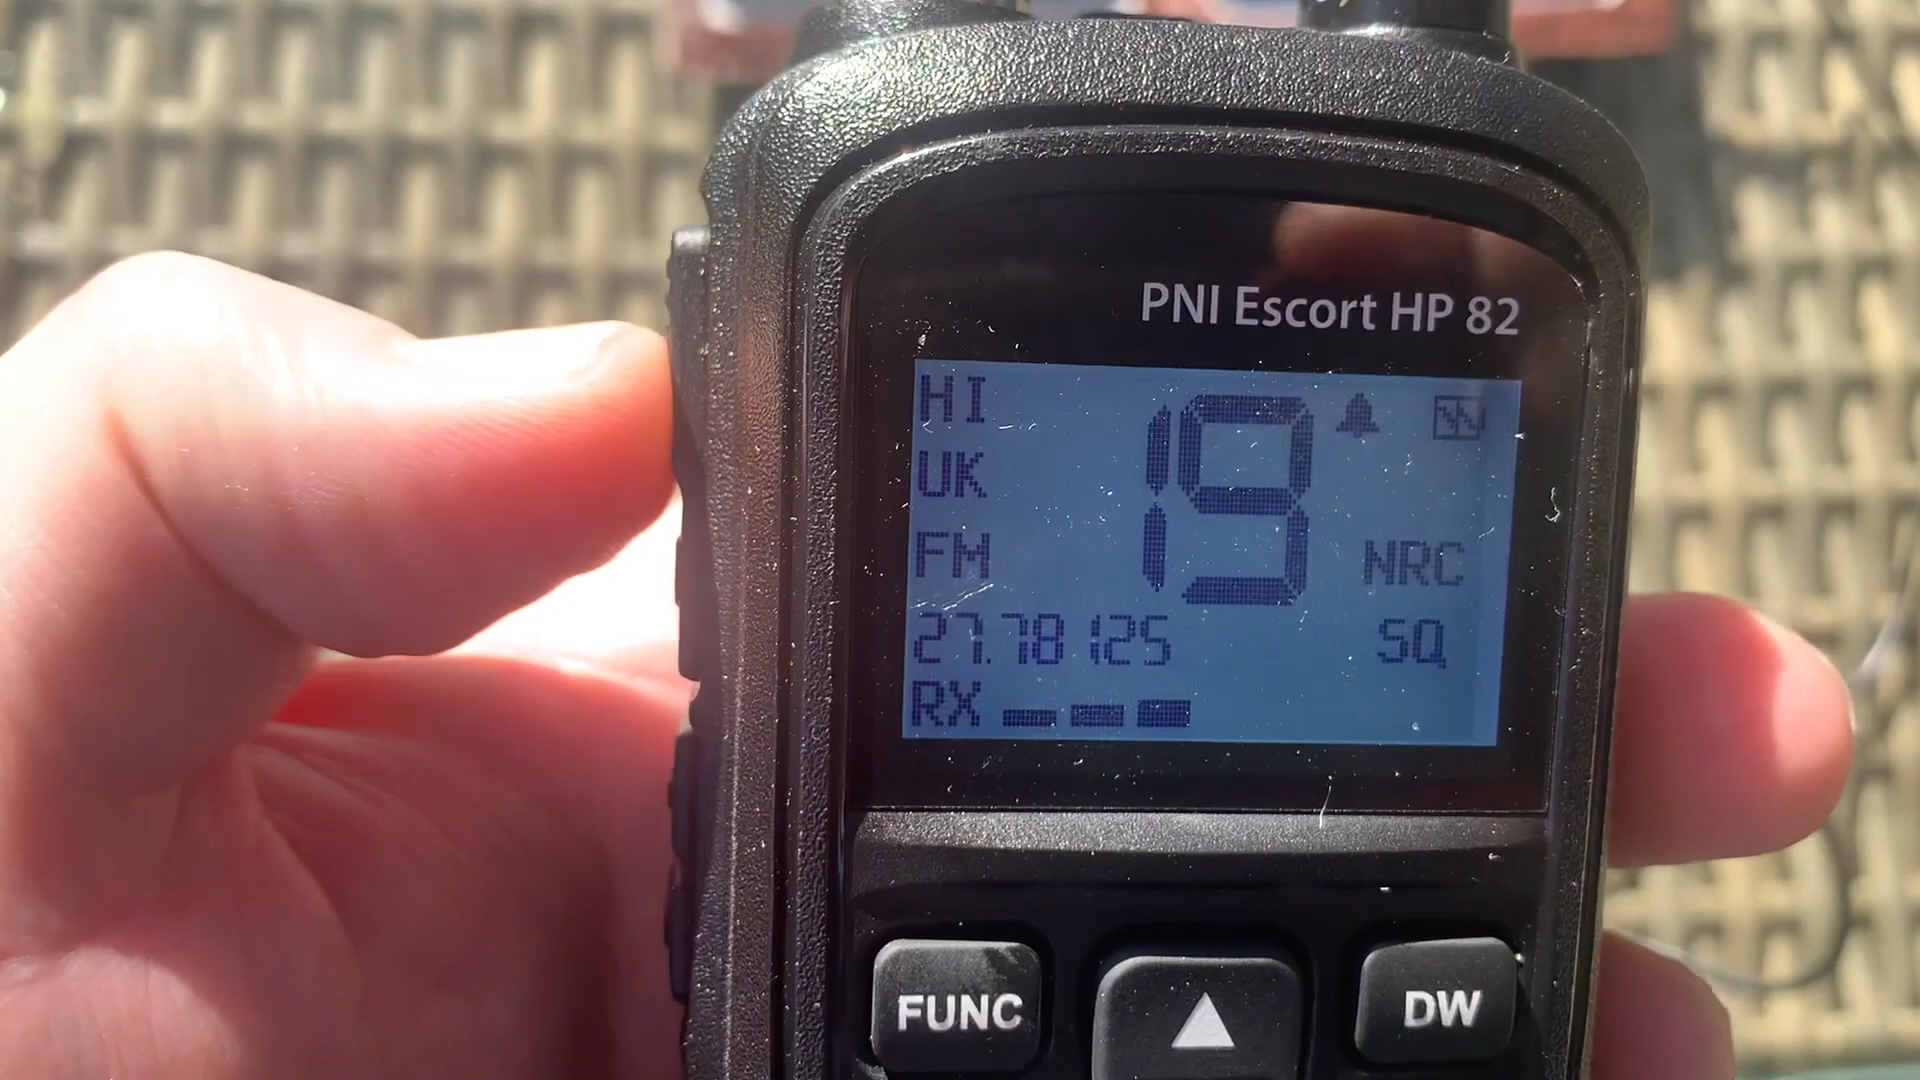 PNI Escort HP 82
HI
19
UK
FM
NRC
27.78125
SQ
RX
FUNC
DW